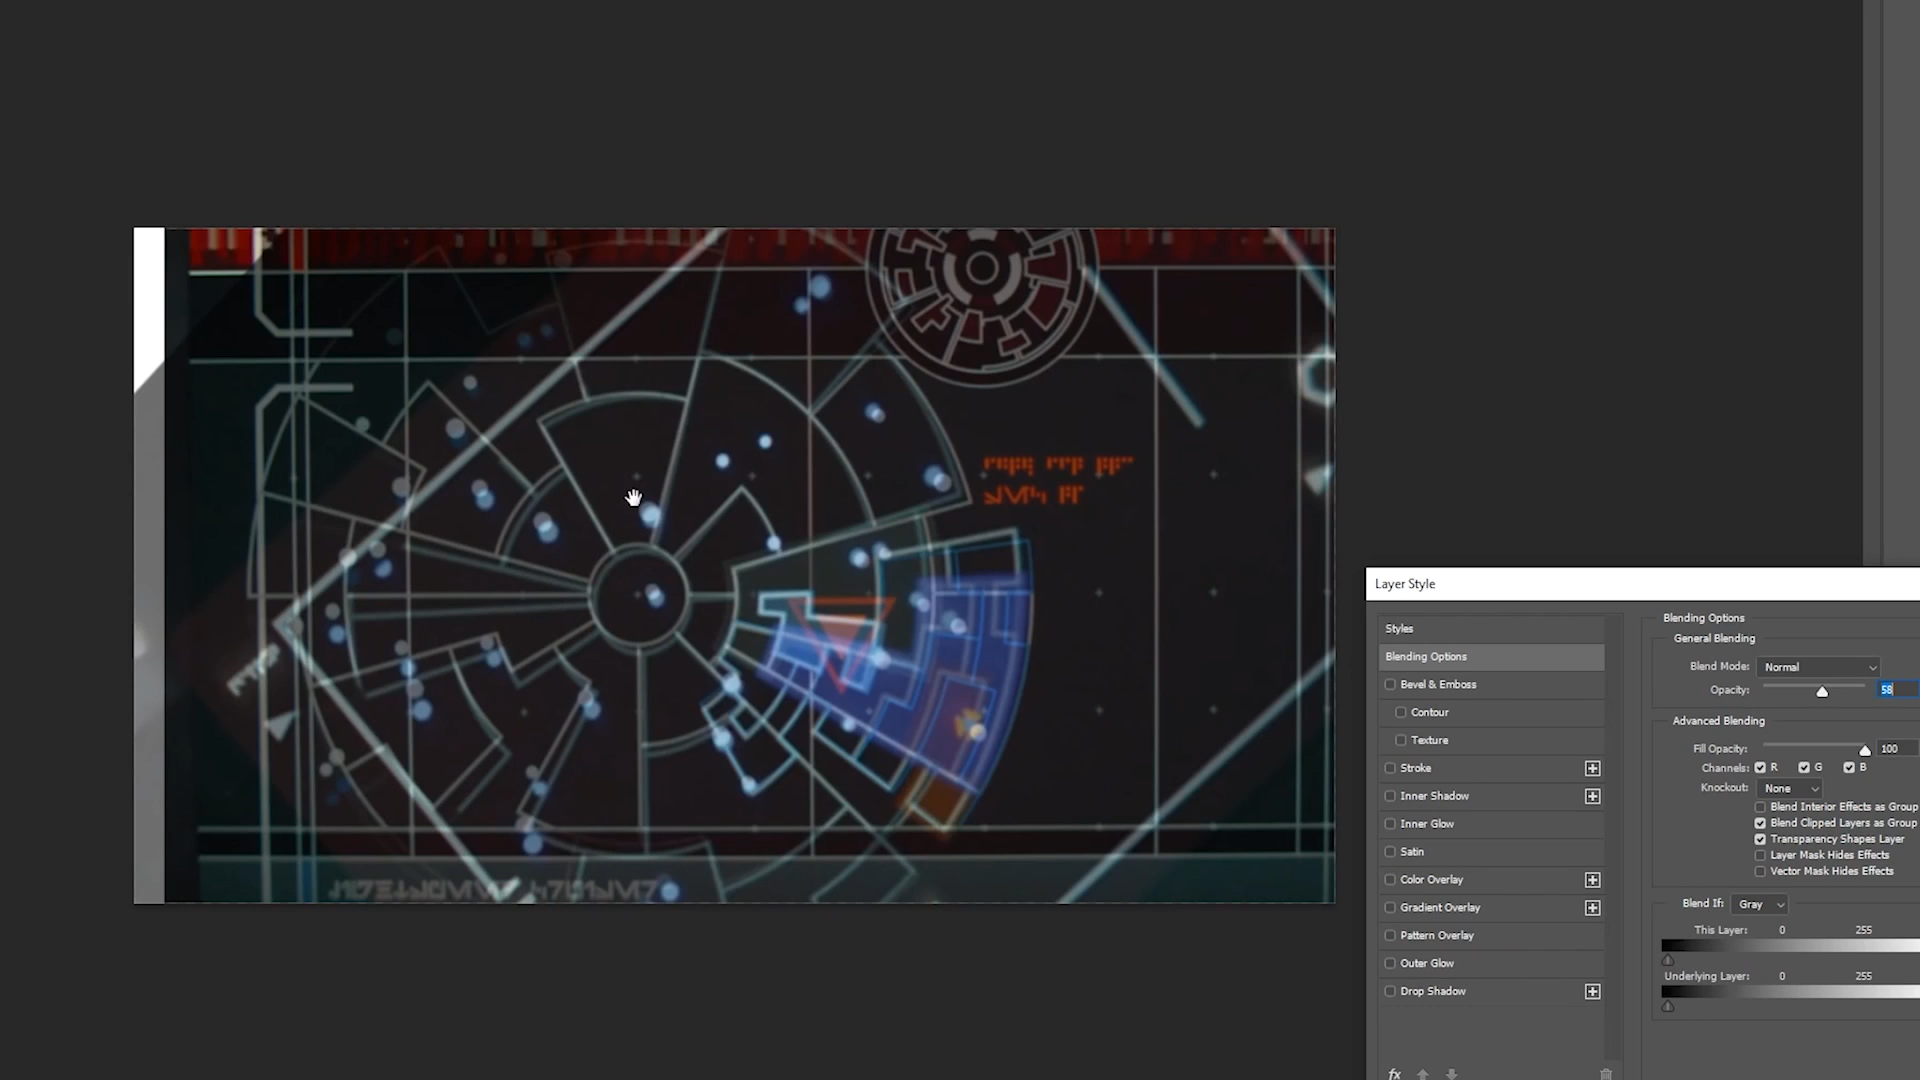 Layer Style
Styles
Blending Options
Bevel & Emboss
Contour
Texture
Stroke
Inner Shadow
Inner Glow
Satin
Color Overlay
Gradient Overlay
Pattern Overlay
Outer Glow
Drop Shadow
fx
Blending Options
General Blending
Blend Mode: Normal
Opacity: 58
Advanced Blending
Fill Opacity: 100
Channels: R G B
Knockout: None
Blend Interior Effects as Group
Blend Clipped Layers as Group
Transparency Shapes Layer
Layer Mask Hides Effects
Vector Mask Hides Effects
Blend If: Gray
This Layer: 0 255
Underlying Layer: 0 255